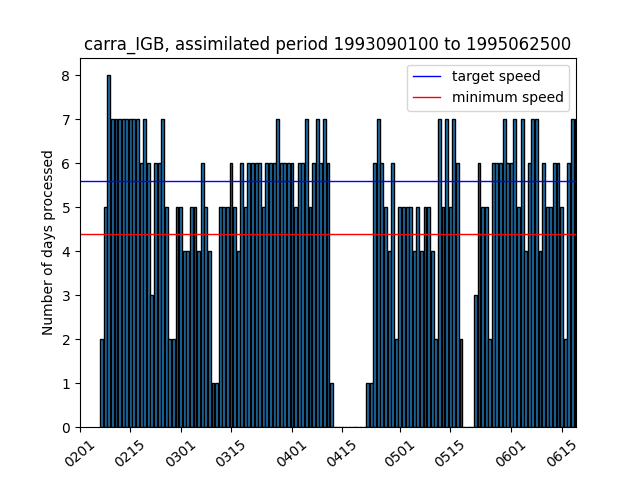 carra_IGB, assimilated period 1993090100 to 1995062500
target speed
minimum speed
Number of days processed
8
7
6
5
4
3
2
1
0
0201 0215 0301 0315 0401 0415 0501 0515 0601 0615